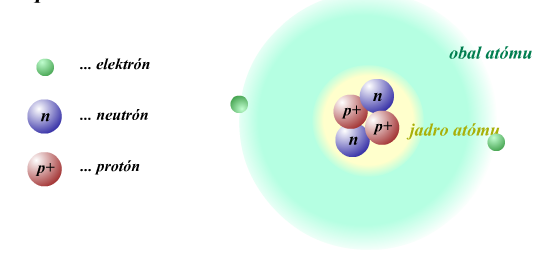 ... elektrón
n ... neutrón
p+ ... protón
obal atómu
n
p+
p+
jadro atómu
n